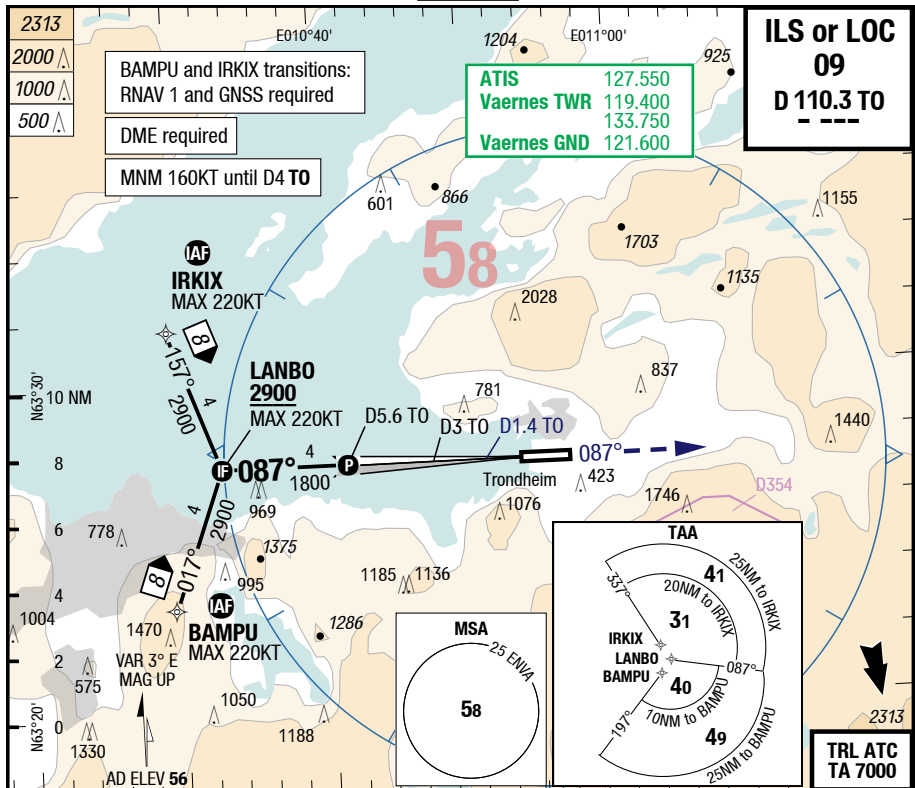 2313
2000
1000
500
BAMPU and IRKIX transitions:
RNAV 1 and GNSS required
DME required
MNM 160KT until D4 TO
E010°40'
E011°00'
1204
925
ATIS 127.550
Vaernes TWR 119.400
133.750
Vaernes GND 121.600
ILS or LOC
09
D 110.3 TO
– – – –
601
866
58
1155
1703
1135
2028
IAF
IRKIX
MAX 220KT
8
157°
4
2900
LANBO
2900
MAX 220KT
N63°30'
10 NM
8
6
4
2
0
N63°20'
781
837
1440
D5.6 TO
D3 TO
D1.4 TO
IF
087°
4
1800
P
087°
Trondheim
423
1746
D354
1076
969
778
2900
4
017°
8
1375
995
1185
1136
IAF
BAMPU
MAX 220KT
1004
1470
1286
VAR 3° E
MAG UP
575
1050
1188
1330
AD ELEV 56
MSA
25 ENVA
58
TAA
337°
41
25NM to IRKIX
20NM to IRKIX
31
IRKIX
LANBO
BAMPU
087°
40
10NM to BAMPU
197°
49
25NM to BAMPU
2313
TRL ATC
TA 7000